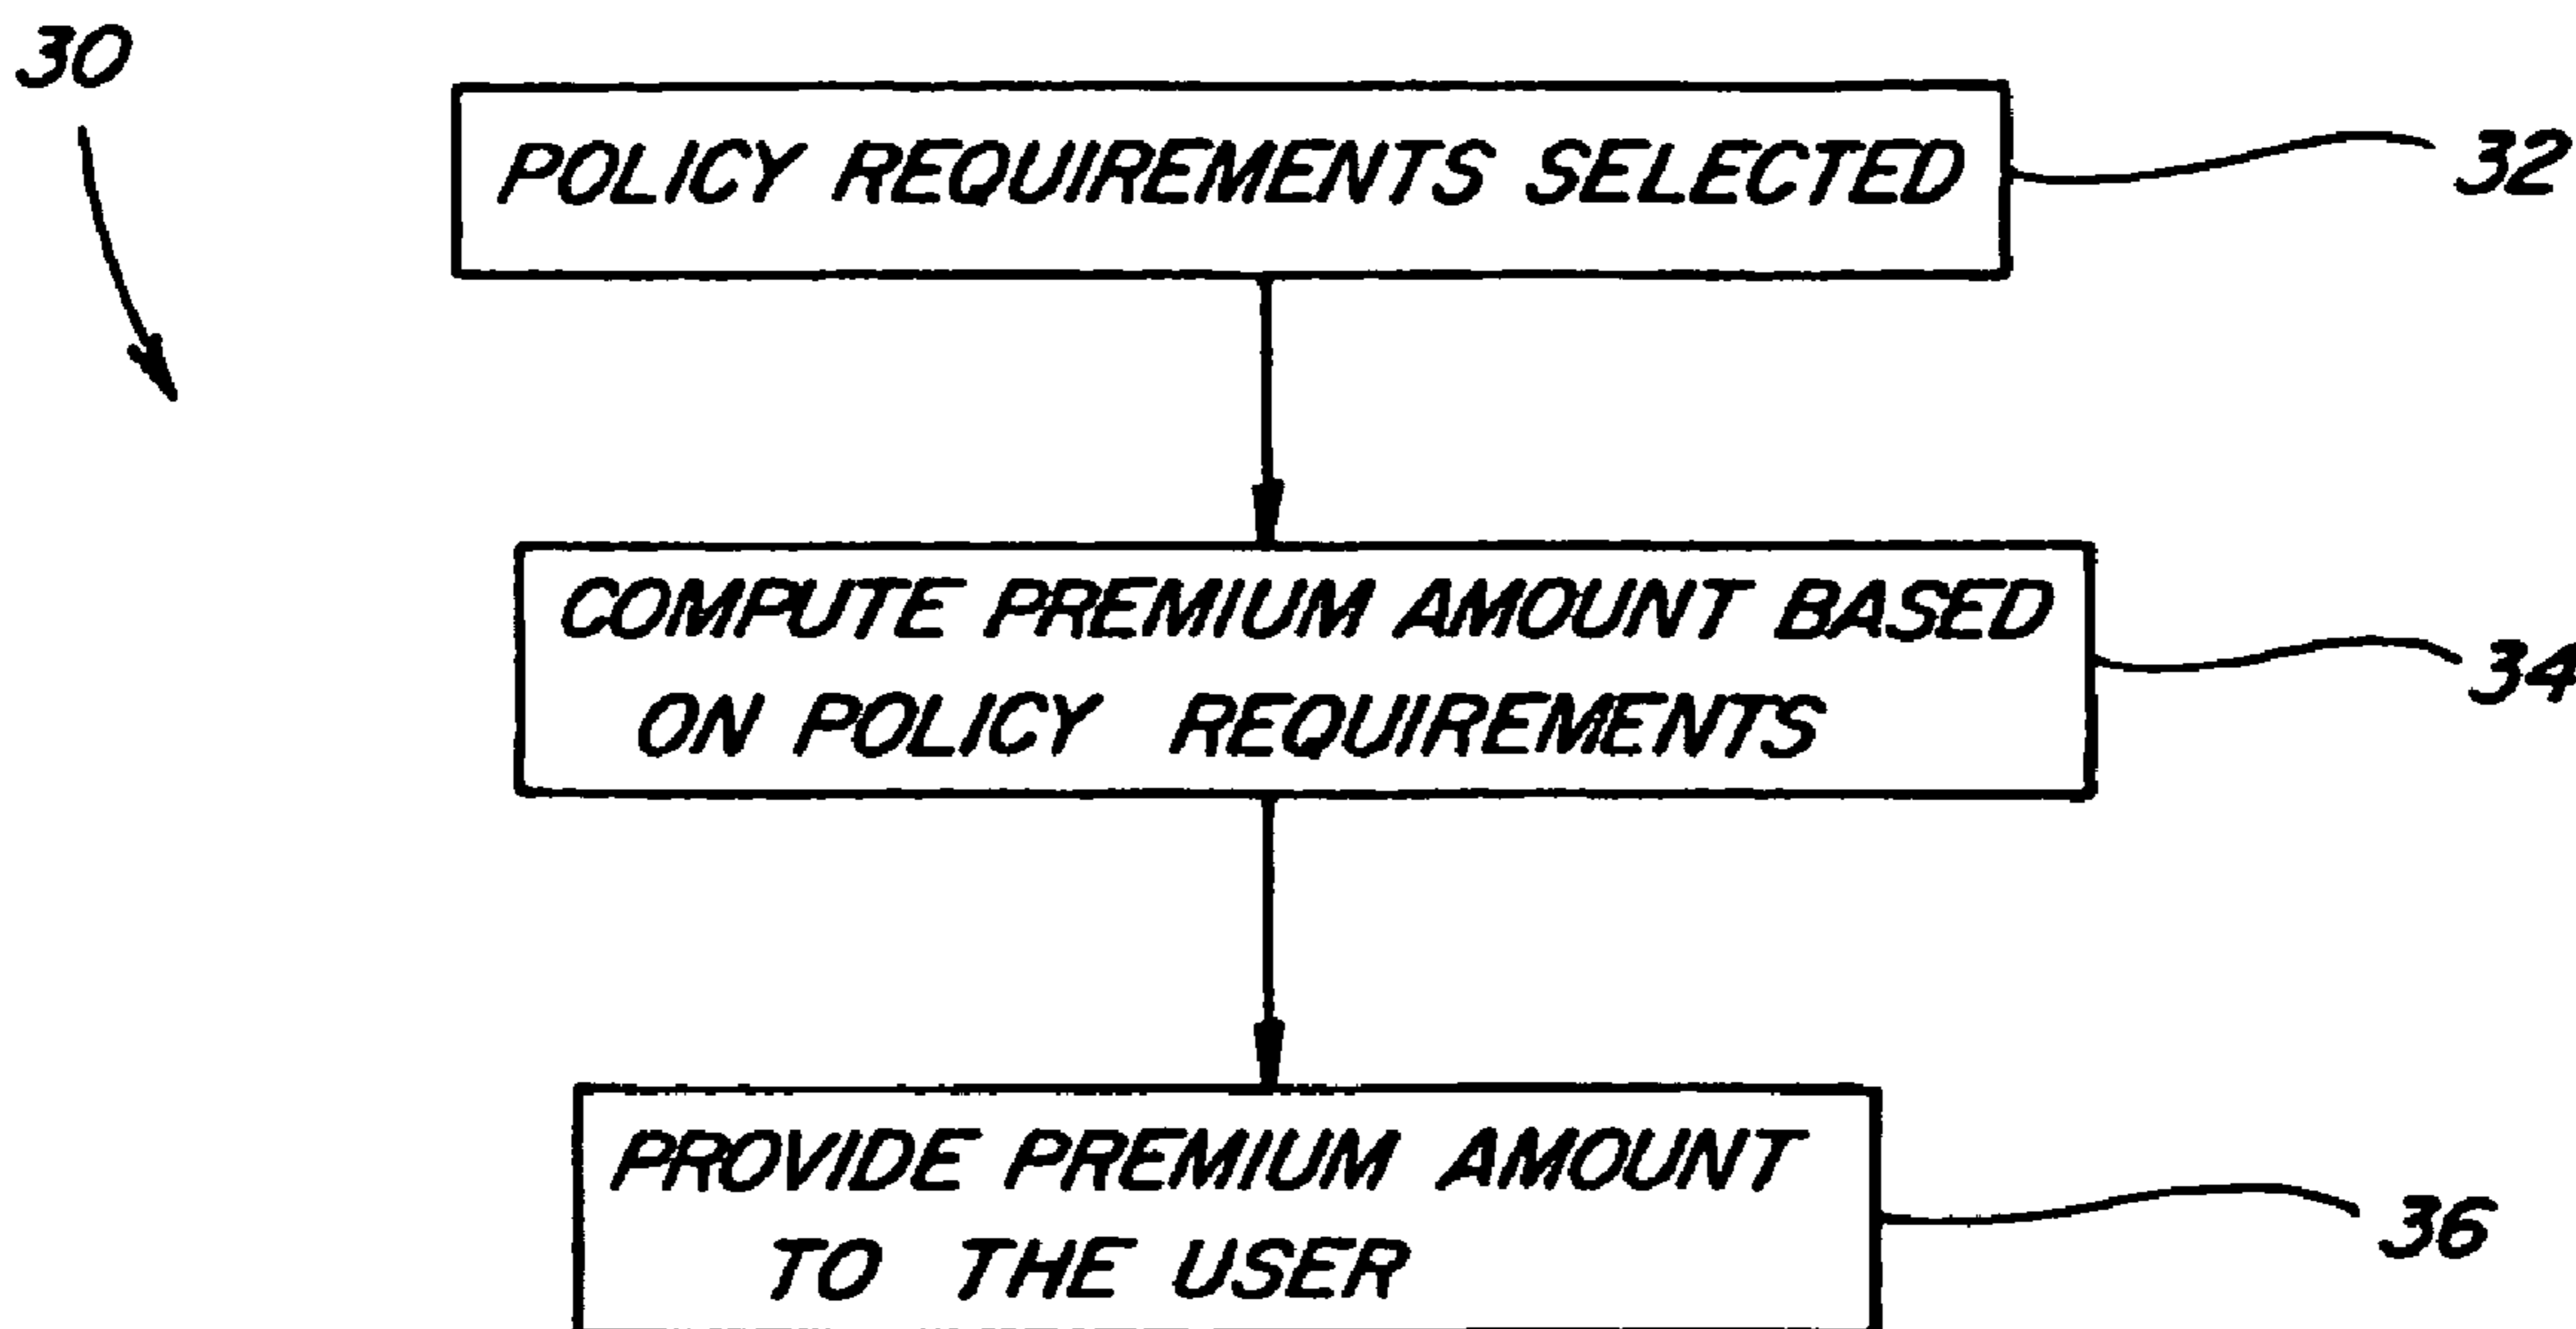 30
POLICY REQUIREMENTS SELECTED
32
COMPUTE PREMIUM AMOUNT BASED
ON POLICY REQUIREMENTS
34
PROVIDE PREMIUM AMOUNT
TO THE USER
36